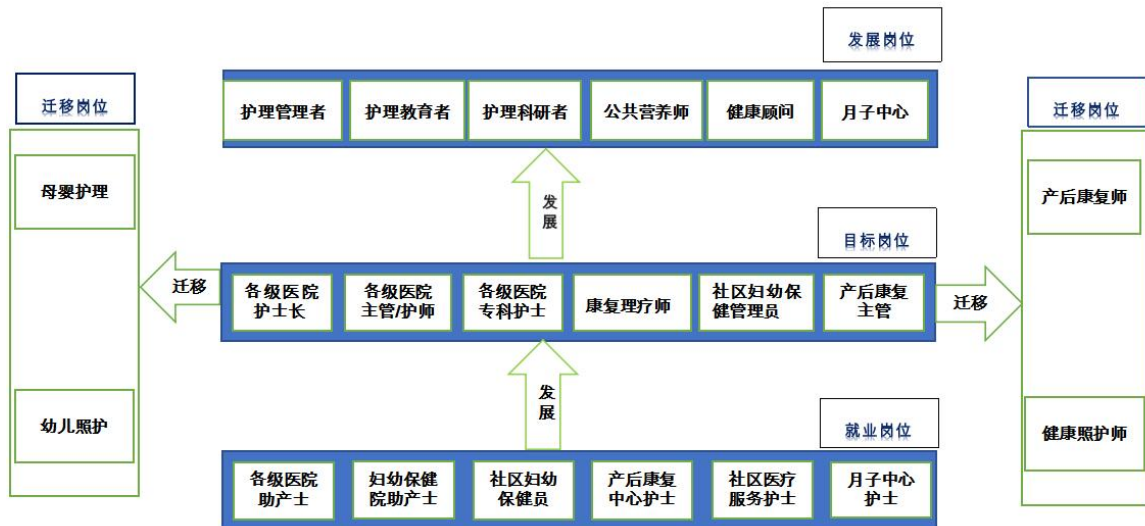 发展岗位
护理管理者
护理教育者
护理科研者
公共营养师
健康顾问
月子中心
迁移岗位
母婴护理
幼儿照护
迁移岗位
产后康复师
健康照护师
发
展
目标岗位
迁移
各级医院
护士长
各级医院
主管/护师
各级医院
专科护士
康复理疗师
社区妇幼保
健管理员
产后康复
主管
迁移
发
展
就业岗位
各级医院
助产士
妇幼保健
院助产士
社区妇幼
保健员
产后康复
中心护士
社区医疗
服务护士
月子中心
护士